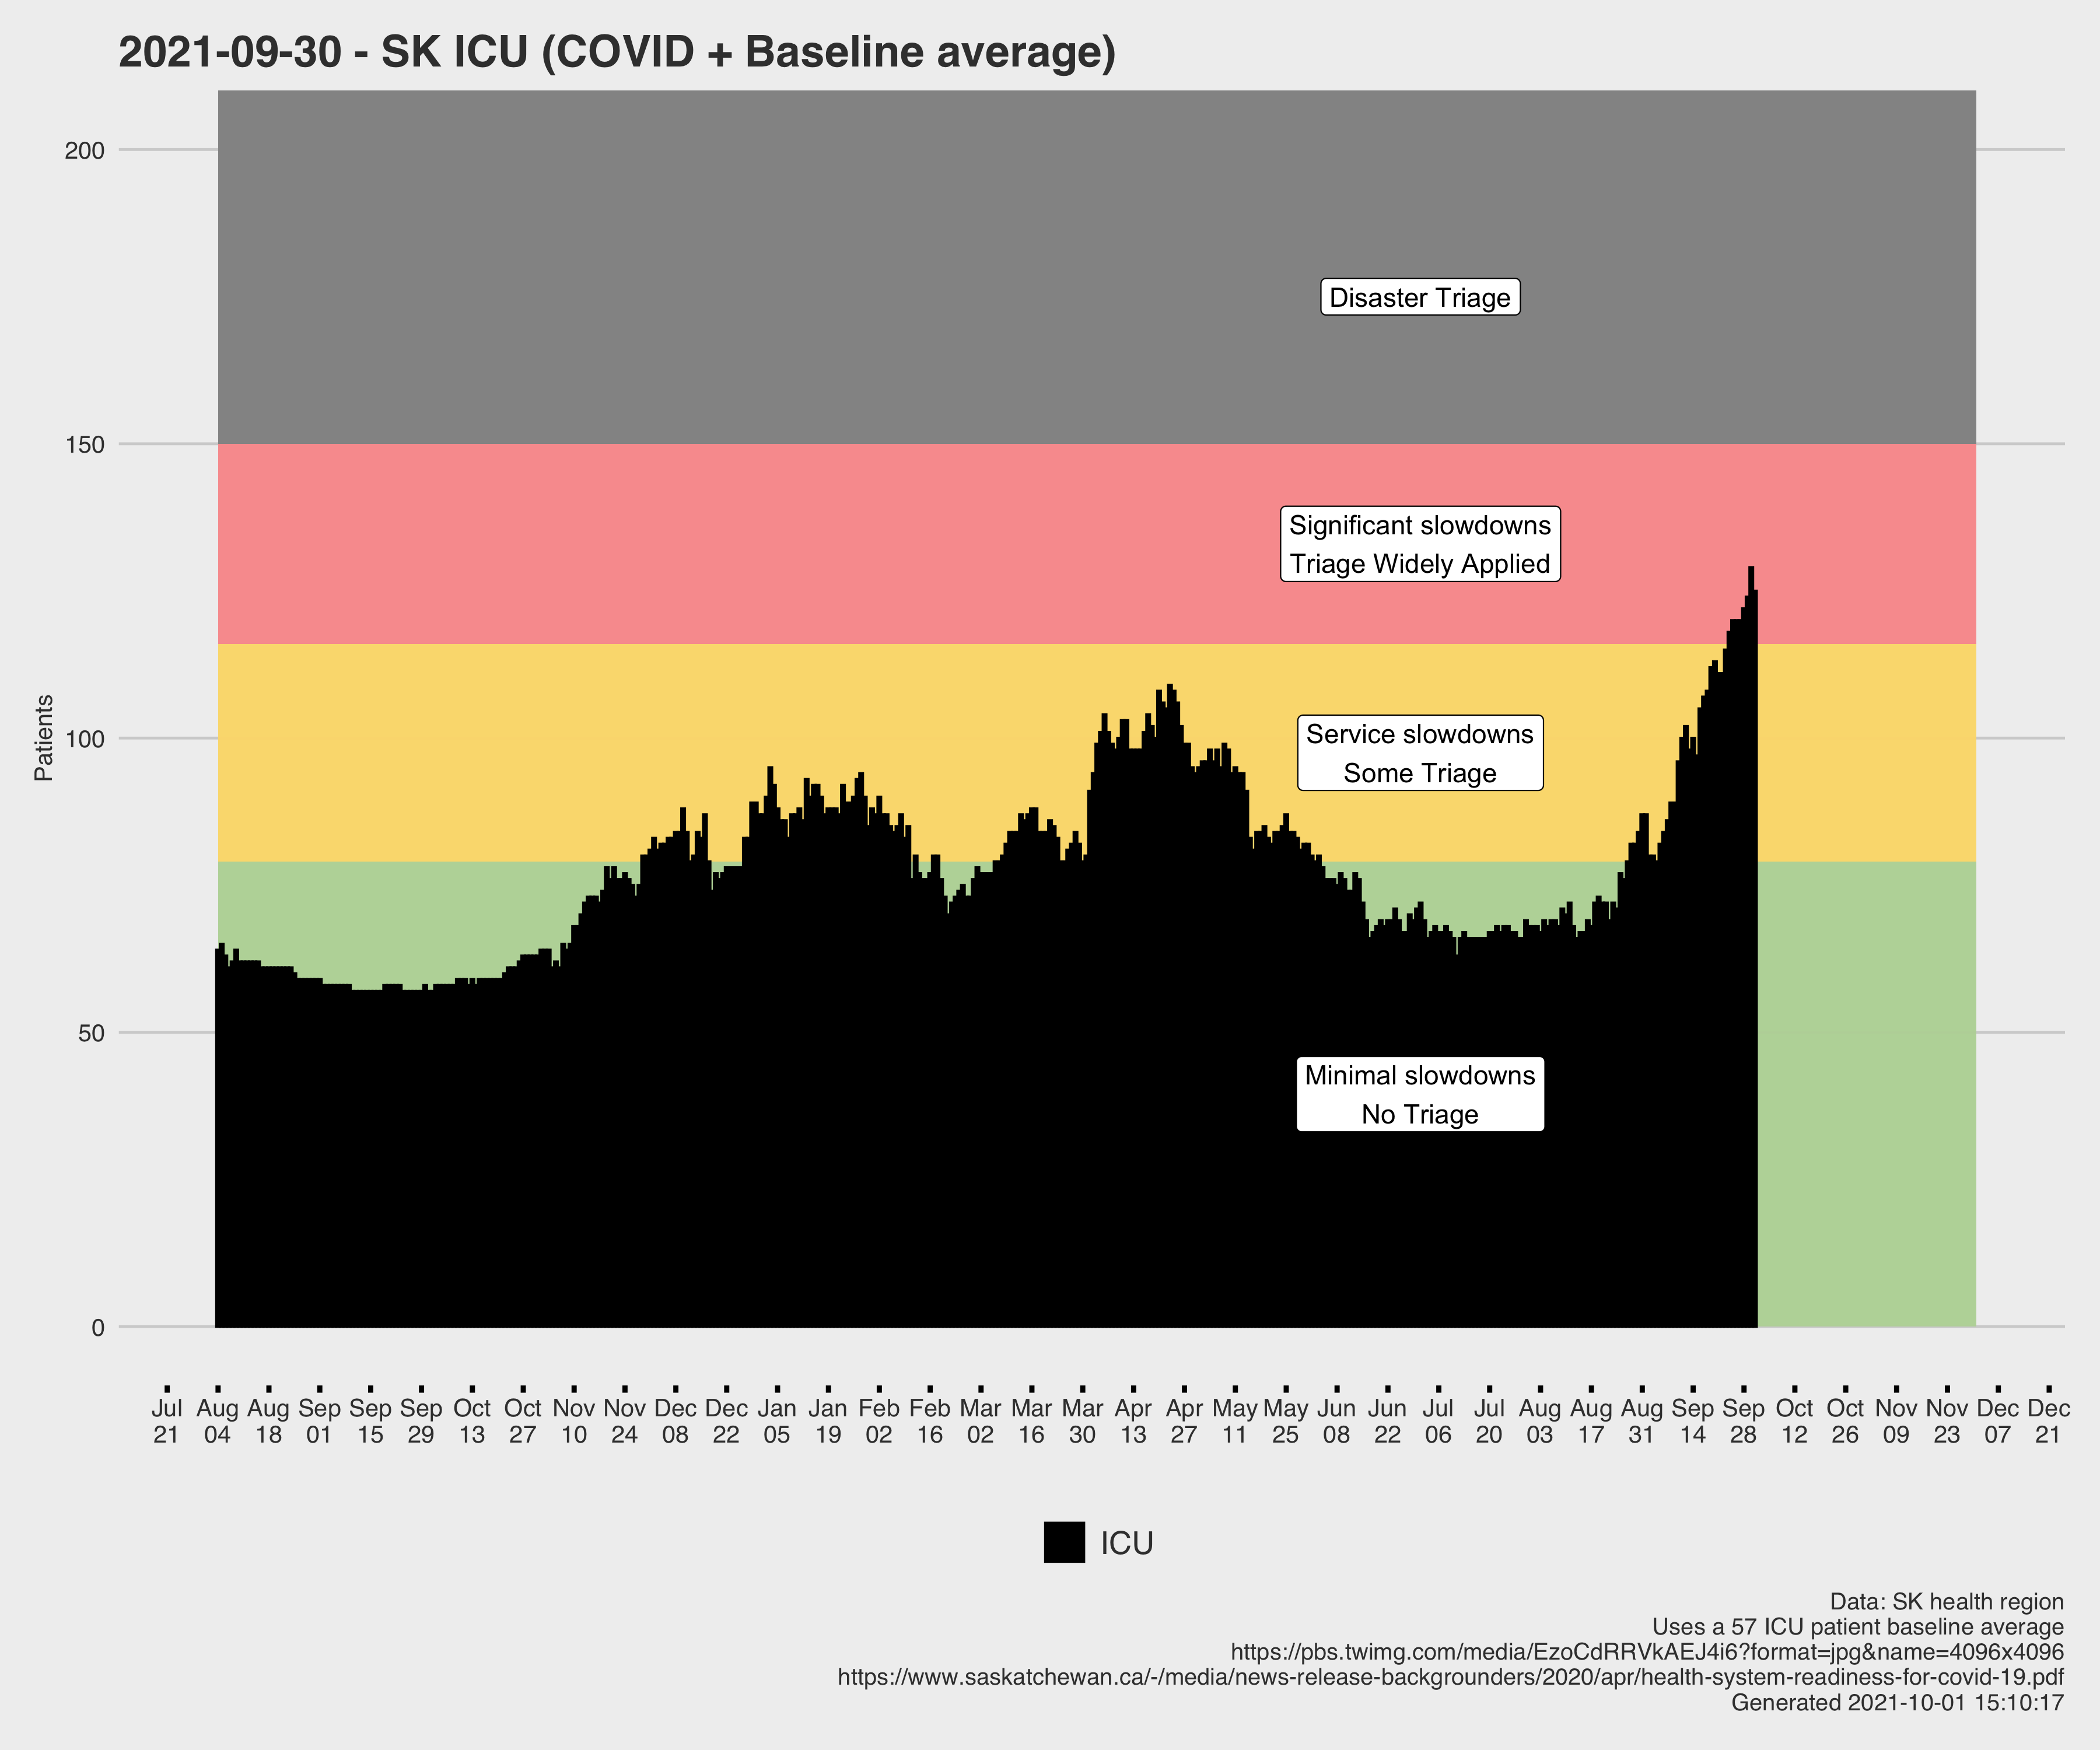 2021-09-30 - SK ICU (COVID + Baseline average)
200
150
100
50
0
Patients
Disaster Triage
Significant slowdowns
Triage Widely Applied
Service slowdowns
Some Triage
Minimal slowdowns
No Triage
Jul Aug Aug Sep Sep Sep Oct Oct Nov Nov Dec Dec Jan Jan Feb Feb Mar Mar Mar Apr Apr May May Jun Jun Jul Jul Aug Aug Aug Sep Sep Oct Oct Nov Nov Dec Dec
21 04 18 01 15 29 13 27 10 24 08 22 05 19 02 16 02 16 30 13 27 11 25 08 22 06 20 03 17 31 14 28 12 26 09 23 07 21
ICU
Data: SK health region
Uses a 57 ICU patient baseline average
https://pbs.twimg.com/media/EzoCdRRVkAEJ4i6?format=jpg&name=4096x4096
https://www.saskatchewan.ca/-/media/news-release-backgrounders/2020/apr/health-system-readiness-for-covid-19.pdf
Generated 2021-10-01 15:10:17